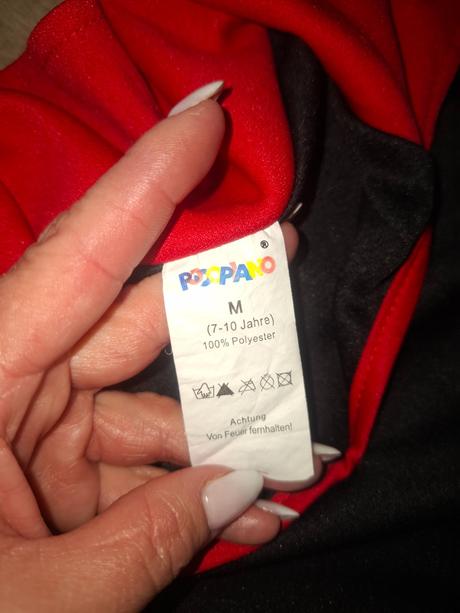 POCOPIANO®
M
(7-10 Jahre)
100% Polyester
Achtung
Von Feuer fernhalten!